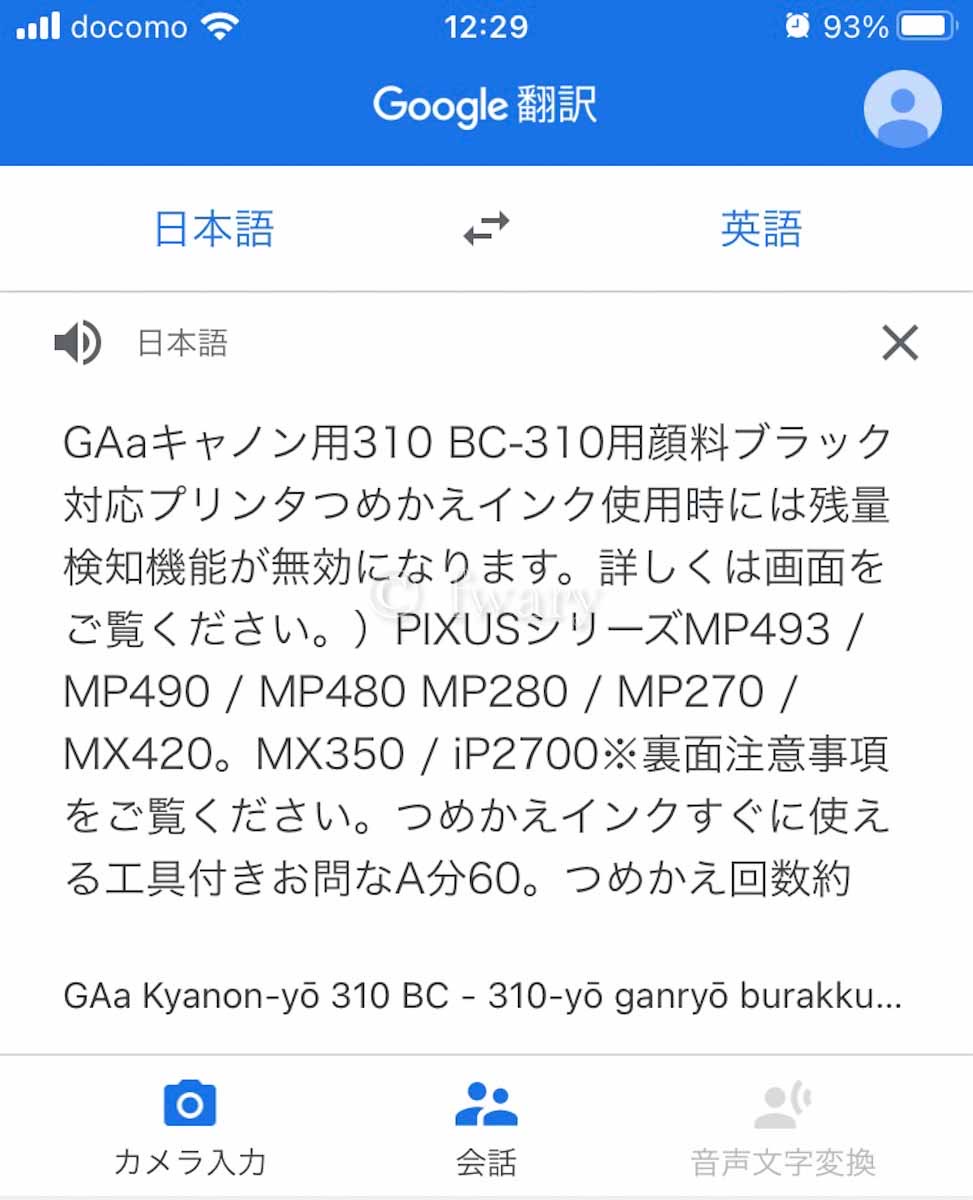 docomo 12:29 93%
Google 翻訳
日本語 英語
日本語
GAaキャノン用310 BC-310用顔料ブラック
対応プリンタつめかえインク使用時には残量
検知機能が無効になります。詳しくは画面を
ご覧ください。）PIXUSシリーズMP493 /
MP490 / MP480 MP280 / MP270 /
MX420。MX350 / iP2700※裏面注意事項
をご覧ください。つめかえインクすぐに使え
る工具付きお問なA分60。つめかえ回数約
© fwary
GAa Kyanon-yō 310 BC - 310-yō ganryō burakku...
カメラ入力 会話 音声文字変換